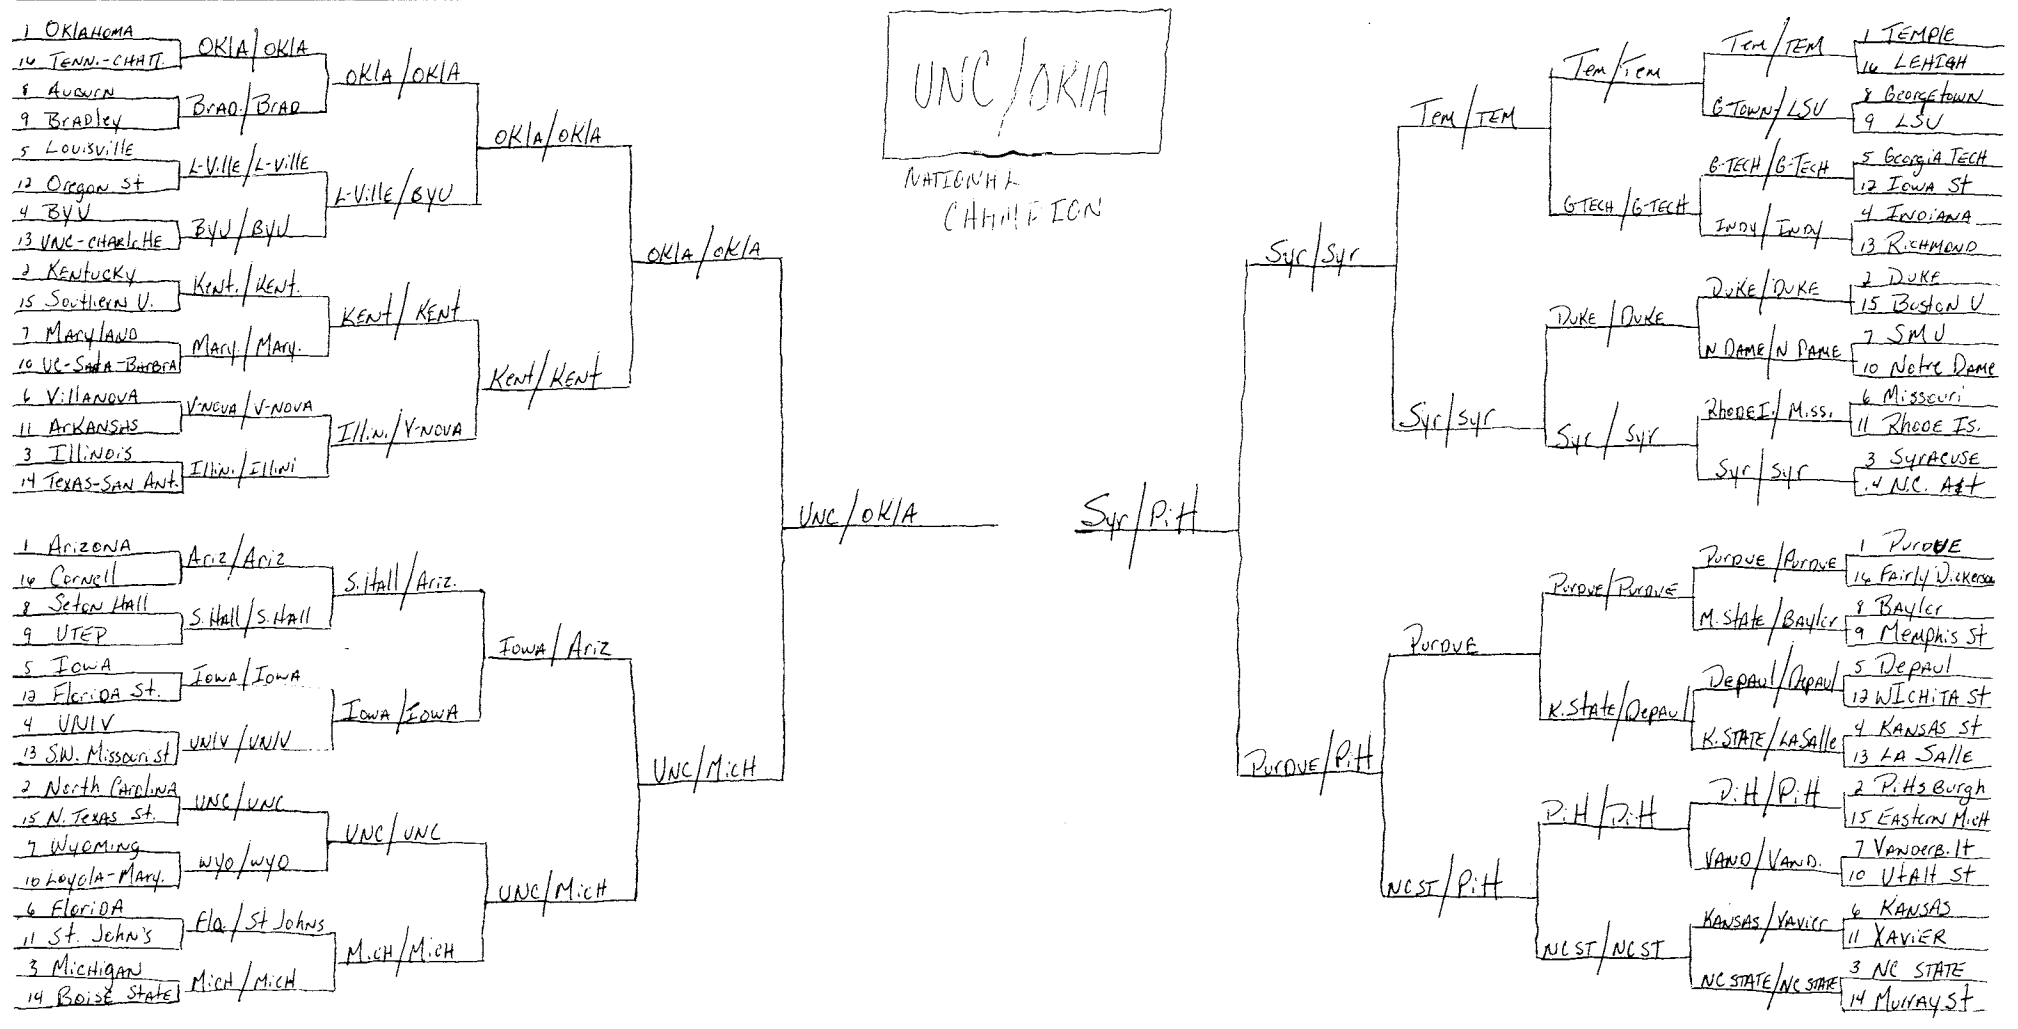 1 OKLAHOMA
16 TENN.-CHATT.
8 AUBURN
9 BRADLEY
5 LOUISVILLE
12 Oregon St
4 BYU
13 UNC-CHARLOTTE
2 KENTUCKY
15 Southern U.
7 MARYLAND
10 UC-Santa-Barbra
6 VILLANOVA
11 ARKANSAS
3 Illinois
14 TEXAS-SAN ANT.
OKLA/OKLA
BRAD./BRAD
L-Ville/L-Ville
BYU/BYU
Kent./KENT.
MARY./MARY.
V-NOVA/V-NOVA
Illin./Illini
OKLA/OKLA
L-Ville/BYU
KENT/KENT
Illin./V-NOVA
OKLA/OKLA
Kent/KENT
OKLA/OKLA
1 ARIZONA
16 Cornell
8 Seton Hall
9 UTEP
5 IOWA
12 FLORIDA St.
4 UNLV
13 S.W. Missouri st
2 North CAROLINA
15 N. TEXAS St.
7 Wyoming
10 Loyola-Mary.
6 FLORIDA
11 St. John's
3 MICHIGAN
14 BOISE STATE
Ariz/Ariz
S.HALL/S.HALL
IOWA/IOWA
UNLV/UNLV
UNC/UNC
WYO/WYO
Fla/St Johns
MICH/MICH
S.HALL/Ariz.
IOWA/IOWA
UNC/UNC
MICH/MICH
IOWA/Ariz
UNC/MICH
UNC/MICH
UNC/OKLA
UNC/OKLA
NATIONAL
CHAMPION
Syr/Pitt
Syr/Syr
Tem/TEM
Syr/Syr
Tem/Tem
GTECH/G-TECH
DUKE/DUKE
Syr/Syr
Tem/TEM
G-TOWN/LSU
G-TECH/G-TECH
INDY/INDY
DUKE/DUKE
N DAME/N DAME
RHODE I./Miss.
Syr/Syr
1 TEMPLE
16 LEHIGH
8 GEORGETOWN
9 LSU
5 GEORGIA TECH
12 IOWA St
4 INDIANA
13 RICHMOND
2 DUKE
15 Boston U
7 SMU
10 Notre DAME
6 Missouri
11 RHODE Is.
3 SYRACUSE
14 N.C. A&t
PURDUE/Pitt
PURDUE
NCST/Pitt
PURDUE/PURDUE
K.State/DePaul
Pitt/Pitt
NCST/NCST
PURDUE/PURDUE
M.State/Baylor
DePaul/DePaul
K.STATE/LASalle
Pitt/Pitt
VAND/VAND.
KANSAS/XAVIER
NC STATE/NC STATE
1 PURDUE
16 Fairly Dickerson
8 BAYLOR
9 Memphis St
5 Depaul
12 WICHITA St
4 KANSAS St
13 LA SALLE
2 Pittsburgh
15 EASTERN MICH
7 VANDERBILT
10 UTAH St
6 KANSAS
11 XAVIER
3 NC STATE
14 MURRAY St